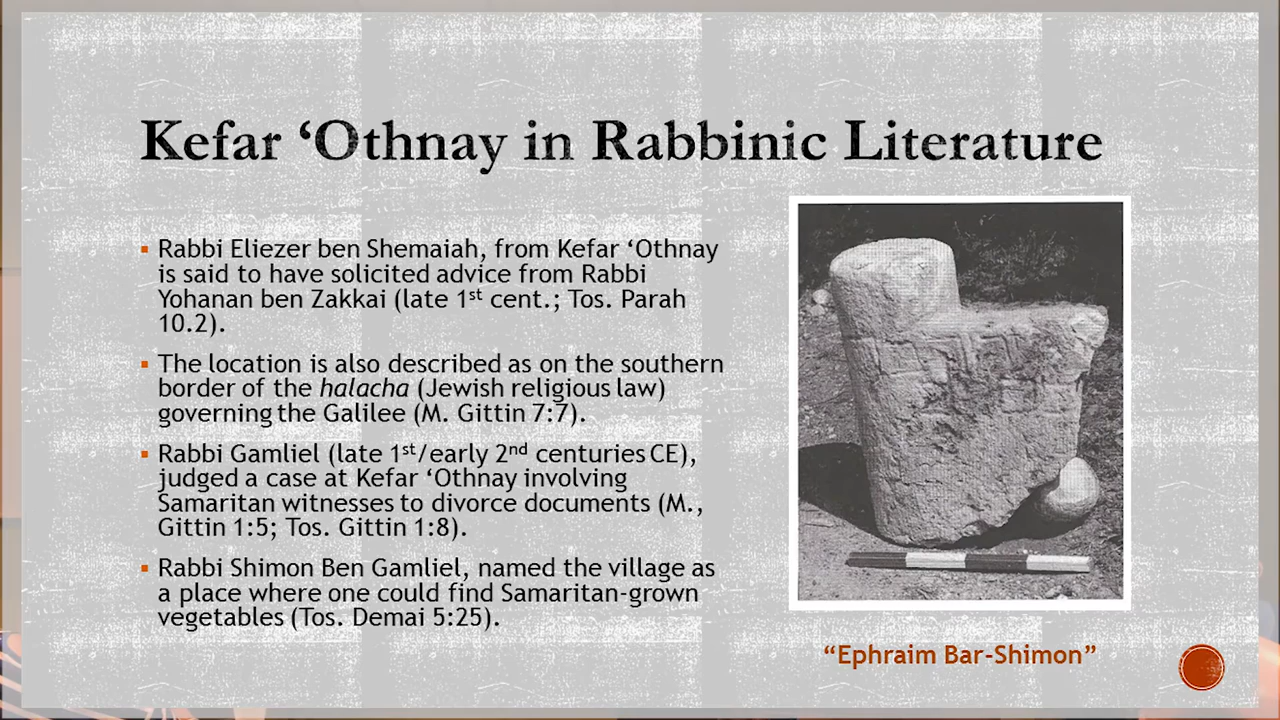 Kefar ‘Othnay in Rabbinic Literature
▪ Rabbi Eliezer ben Shemaiah, from Kefar ‘Othnay
is said to have solicited advice from Rabbi
Yohanan ben Zakkai (late 1st cent.; Tos. Parah
10.2).
▪ The location is also described as on the southern
border of the halacha (Jewish religious law)
governing the Galilee (M. Gittin 7:7).
▪ Rabbi Gamliel (late 1st/early 2nd centuries CE),
judged a case at Kefar ‘Othnay involving
Samaritan witnesses to divorce documents (M.,
Gittin 1:5; Tos. Gittin 1:8).
▪ Rabbi Shimon Ben Gamliel, named the village as
a place where one could find Samaritan-grown
vegetables (Tos. Demai 5:25).
“Ephraim Bar-Shimon”